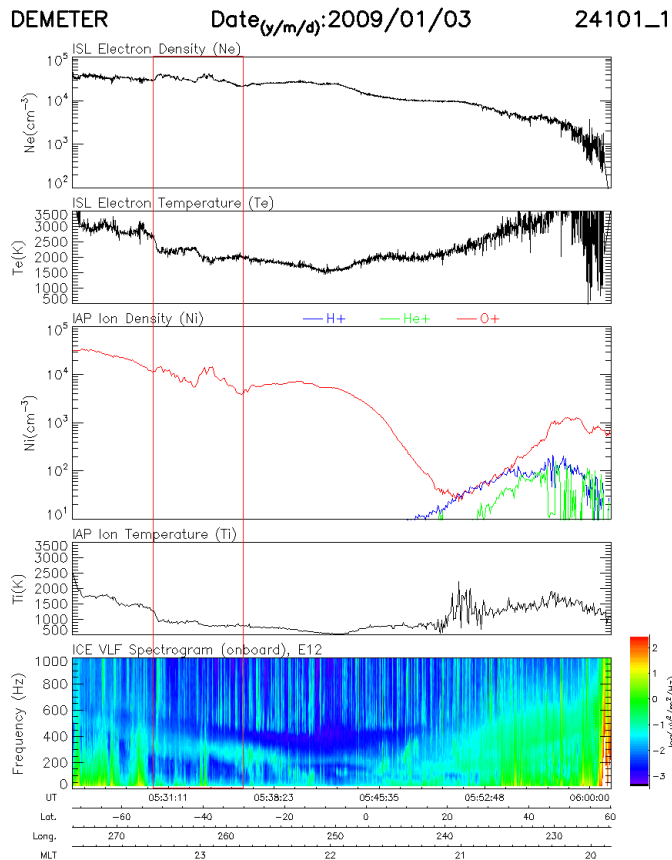 DEMETER Date(y/m/d):2009/01/03 24101_1
ISL Electron Density (Ne)
Ne(cm-3)
10^5
10^4
10^3
10^2
ISL Electron Temperature (Te)
Te(K)
3500
3000
2500
2000
1500
1000
500
IAP Ion Density (Ni) H+ He+ O+
Ni(cm-3)
10^5
10^4
10^3
10^2
10^1
IAP Ion Temperature (Ti)
Ti(K)
3500
3000
2500
2000
1500
1000
500
ICE VLF Spectrogram (onboard), E12
Frequency (Hz)
1000
800
600
400
200
0
2
1
0
-1
-2
-3
UT 05:31:11 05:38:23 05:45:35 05:52:48 06:00:00
Lat. -60 -40 -20 0 20 40 60
Long. 270 260 250 240 230
MLT 23 22 21 20